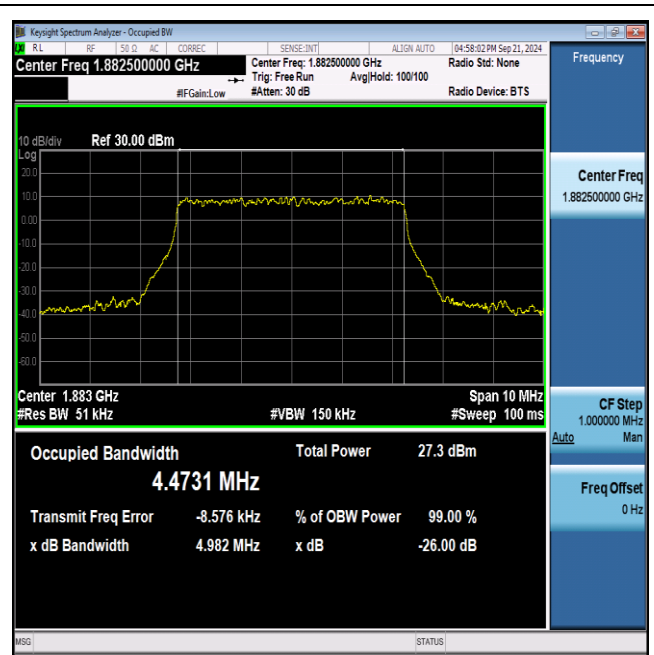 Keysight Spectrum Analyzer - Occupied BW
RL RF 50 Ω AC CORREC SENSE:INT ALIGN AUTO 04:58:02 PM Sep 21, 2024
Center Freq 1.882500000 GHz
Center Freq: 1.882500000 GHz
Radio Std: None
Trig: Free Run Avg|Hold: 100/100
#IFGain:Low
#Atten: 30 dB
Radio Device: BTS
10 dB/div Ref 30.00 dBm
Log
20.0
10.0
0.00
-10.0
-20.0
-30.0
-40.0
-50.0
-60.0
Center 1.883 GHz
Span 10 MHz
#Res BW 51 kHz
#VBW 150 kHz
#Sweep 100 ms
Occupied Bandwidth
4.4731 MHz
Total Power 27.3 dBm
Transmit Freq Error -8.576 kHz
% of OBW Power 99.00 %
x dB Bandwidth 4.982 MHz
x dB -26.00 dB
Frequency
Center Freq
1.882500000 GHz
CF Step
1.000000 MHz
Auto Man
Freq Offset
0 Hz
MSG
STATUS